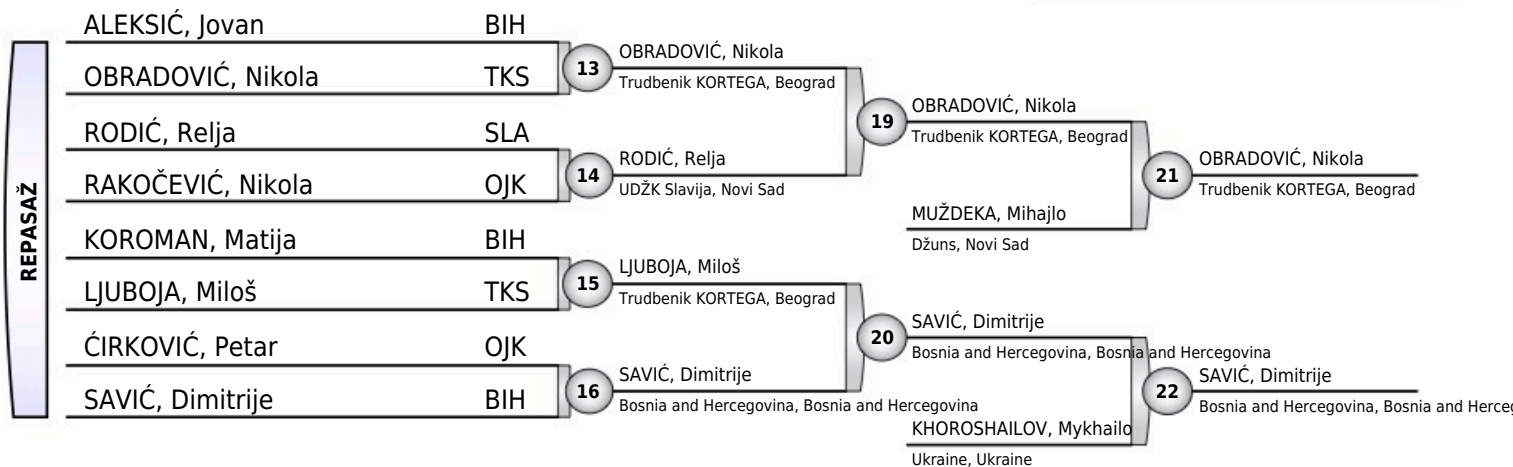 REPASAŽ
ALEKSIĆ, Jovan BIH
OBRADOVIĆ, Nikola TKS
RODIĆ, Relja SLA
RAKOČEVIĆ, Nikola OJK
KOROMAN, Matija BIH
LJUBOJA, Miloš TKS
ĆIRKOVIĆ, Petar OJK
SAVIĆ, Dimitrije BIH
13
OBRADOVIĆ, Nikola
Trudbenik KORTEGA, Beograd
14
RODIĆ, Relja
UDŽK Slavija, Novi Sad
15
LJUBOJA, Miloš
Trudbenik KORTEGA, Beograd
16
SAVIĆ, Dimitrije
Bosnia and Hercegovina, Bosnia and Hercegovina
19
OBRADOVIĆ, Nikola
Trudbenik KORTEGA, Beograd
MUŽDEKA, Mihajlo
Džuns, Novi Sad
20
SAVIĆ, Dimitrije
Bosnia and Hercegovina, Bosnia and Hercegovina
KHOROSHAILOV, Mykhailo
Ukraine, Ukraine
21
OBRADOVIĆ, Nikola
Trudbenik KORTEGA, Beograd
22
SAVIĆ, Dimitrije
Bosnia and Hercegovina, Bosnia and